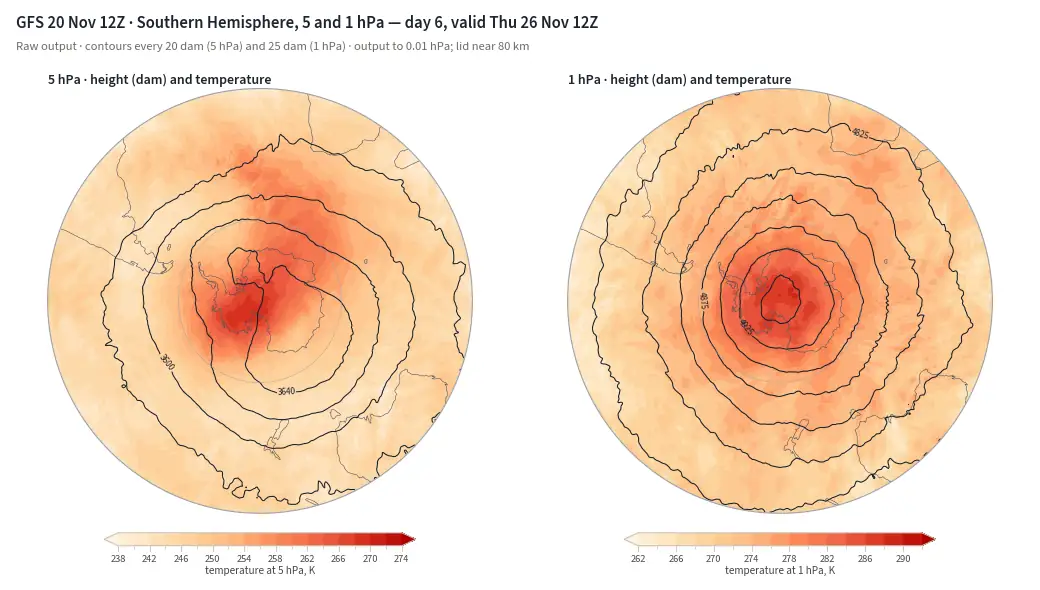 GFS 20 Nov 12Z · Southern Hemisphere, 5 and 1 hPa — day 6, valid Thu 26 Nov 12Z
Raw output · contours every 20 dam (5 hPa) and 25 dam (1 hPa) · output to 0.01 hPa; lid near 80 km
5 hPa · height (dam) and temperature
1 hPa · height (dam) and temperature
4825
4875
4925
3600
3640
238 242 246 250 254 258 262 266 270 274
temperature at 5 hPa, K
262 266 270 274 278 282 286 290
temperature at 1 hPa, K